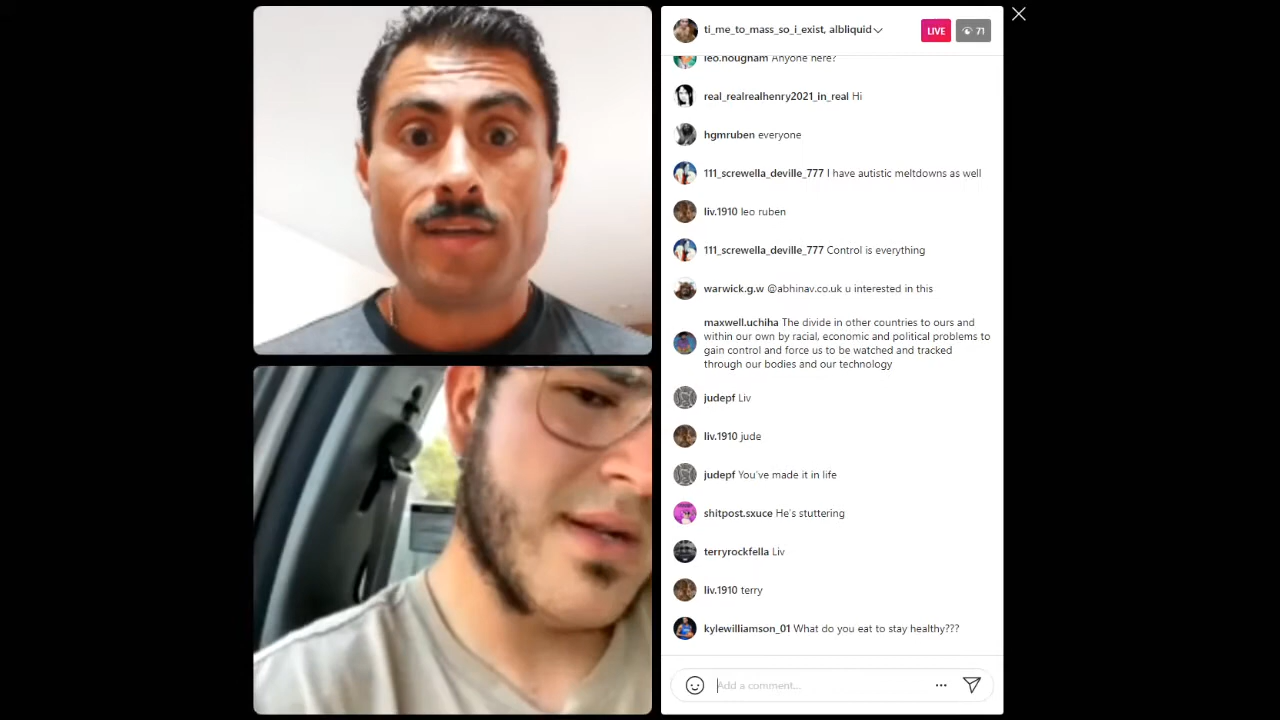 ti_me_to_mass_so_i_exist, albliquid
LIVE
71
leo.nougham Anyone here?
real_realrealhenry2021_in_real Hi
hgmruben everyone
111_screwella_deville_777 I have autistic meltdowns as well
liv.1910 leo ruben
111_screwella_deville_777 Control is everything
warwick.g.w @abhinav.co.uk u interested in this
maxwell.uchiha The divide in other countries to ours and
within our own by racial, economic and political problems to
gain control and force us to be watched and tracked
through our bodies and our technology
judepf Liv
liv.1910 jude
judepf You've made it in life
shitpost.sxuce He's stuttering
terryrockfella Liv
liv.1910 terry
kylewilliamson_01 What do you eat to stay healthy???
Add a comment...